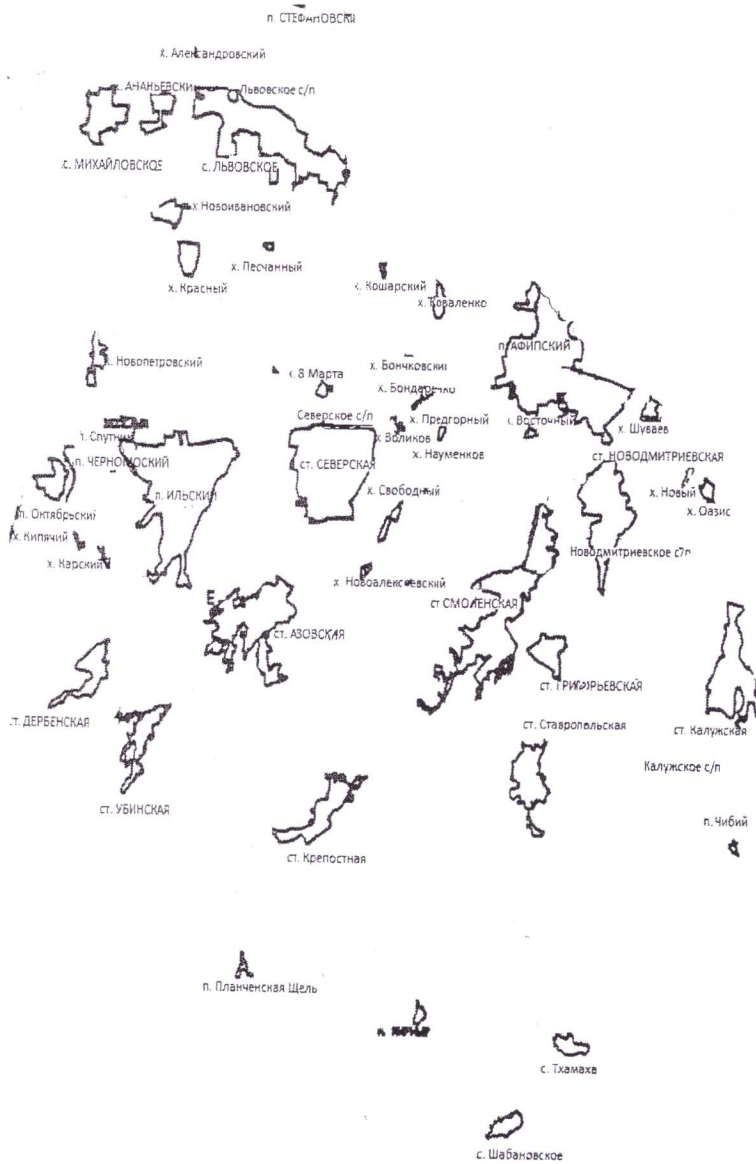 п. СТЕФАНОВСКИ
х. Александровский
х. АНАНЬЕВСКИ
Львовское с/п
с. МИХАЙЛОВСКОЕ
с. ЛЬВОВСКОЕ
х. Новоивановский
х. Песчанный
х. Красный
х. Кошарский
х. Коваленко
п. АФИПСКИЙ
х. Новопетровский
х. Бончковский
х. 8 Марта
х. Бондаренко
Северское с/п
х. Предгорный
х. Восточный
х. Шуваев
п. Спутник
х. Воликов
х. Науменков
ст. НОВОДМИТРИЕВСКАЯ
п. ЧЕРНОМОСКИЙ
ст. СЕВЕРСКАЯ
п. ИЛЬСКИЙ
х. Свободный
х. Новый
х. Оазис
п. Октябрьский
х. Кипячий
х. Карский
Новодмитриевское с/п
х. Новоалексеевский
ст СМОЛЕНСКАЯ
Е
ст. АЗОВСКАЯ
ст. ГРИГОРЬЕВСКАЯ
ст. ДЕРБЕНСКАЯ
ст. Ставропольская
ст. Калужская
Калужское с/п
ст. УБИНСКАЯ
п. Чибий
ст. Крепостная
п. Планченская Щель
с. Тхамаха
с. Шабановское